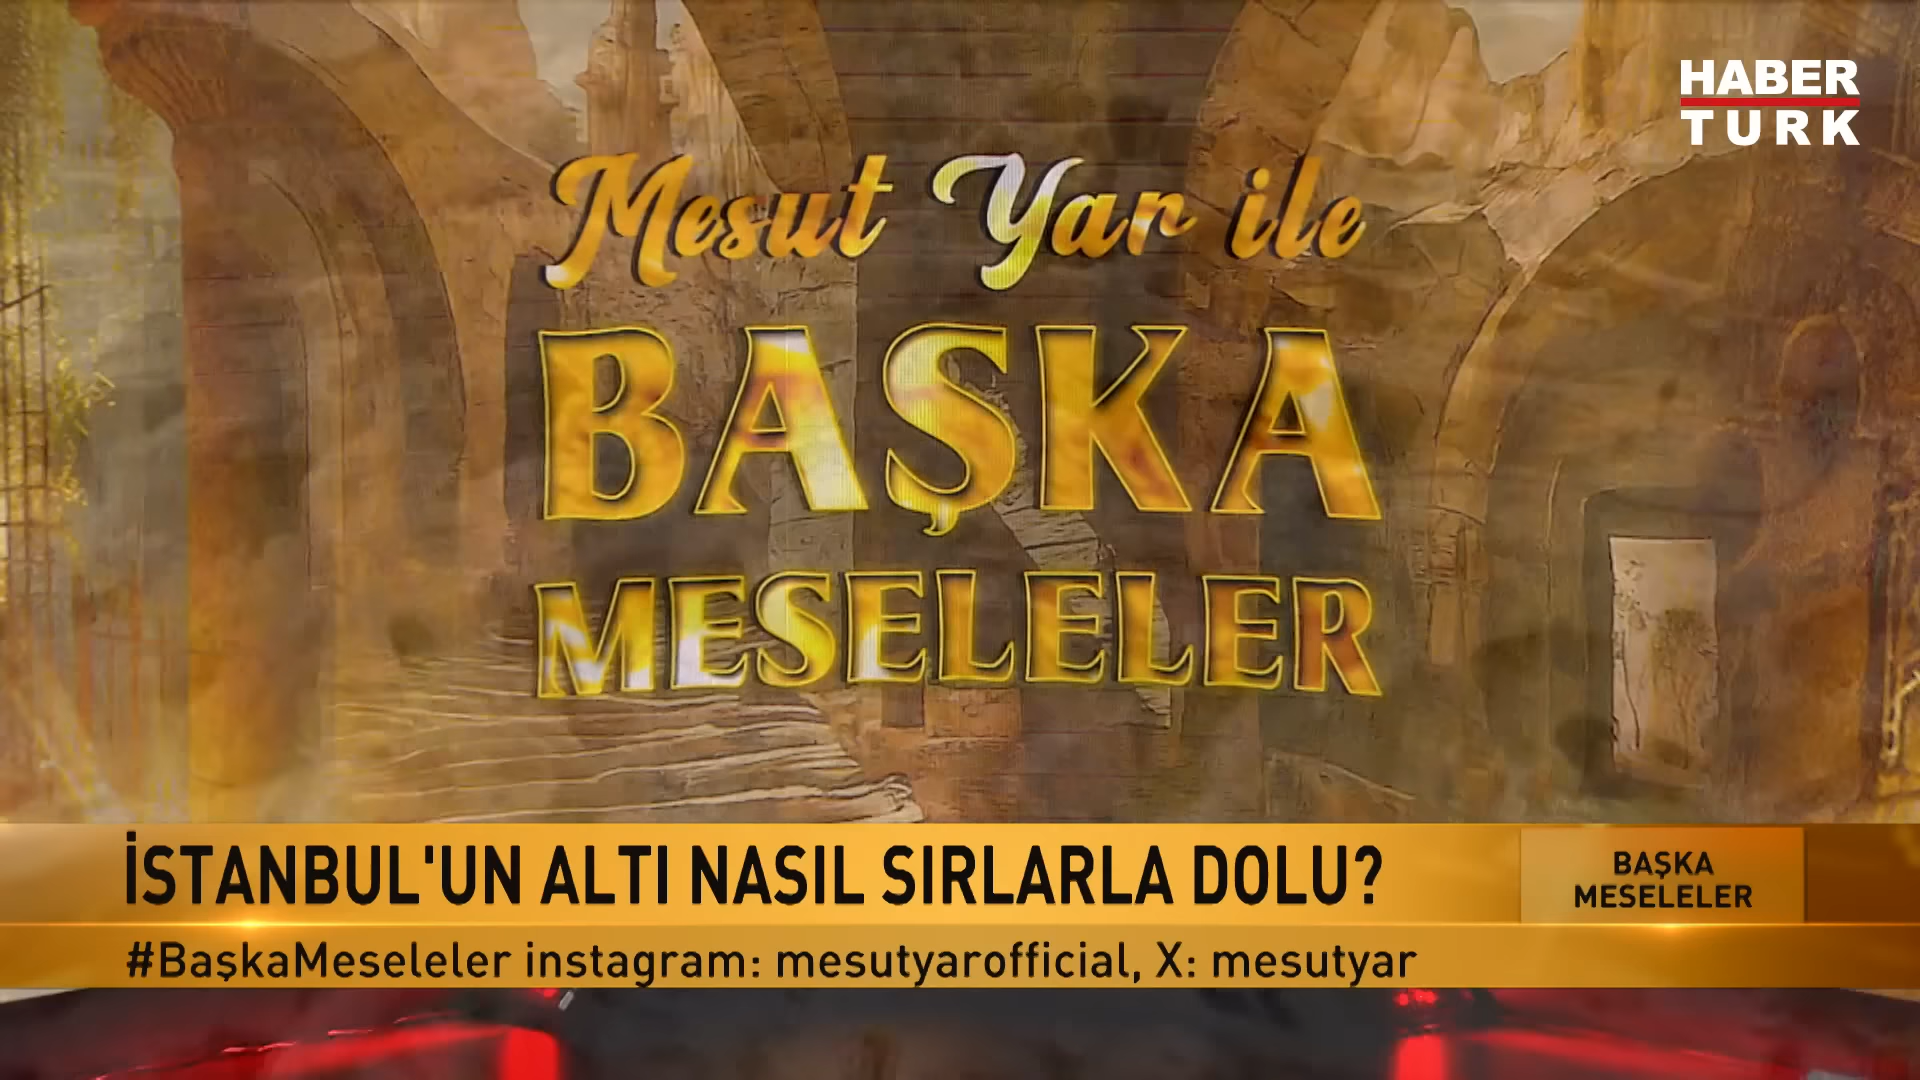 HABER
TURK
Mesut Yar ile
BAŞKA
MESELELER
İSTANBUL'UN ALTI NASIL SIRLARLA DOLU?
BAŞKA
MESELELER
#BaşkaMeseleler instagram: mesutyarofficial, X: mesutyar